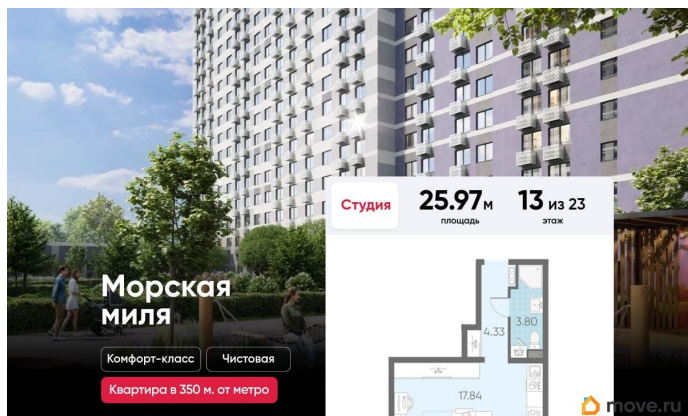 Студия
25.97м
площадь
13 из 23
этаж
Морская
миля
Комфорт-класс
Чистовая
Квартира в 350 м. от метро
4.33
3.80
17.84
move.ru